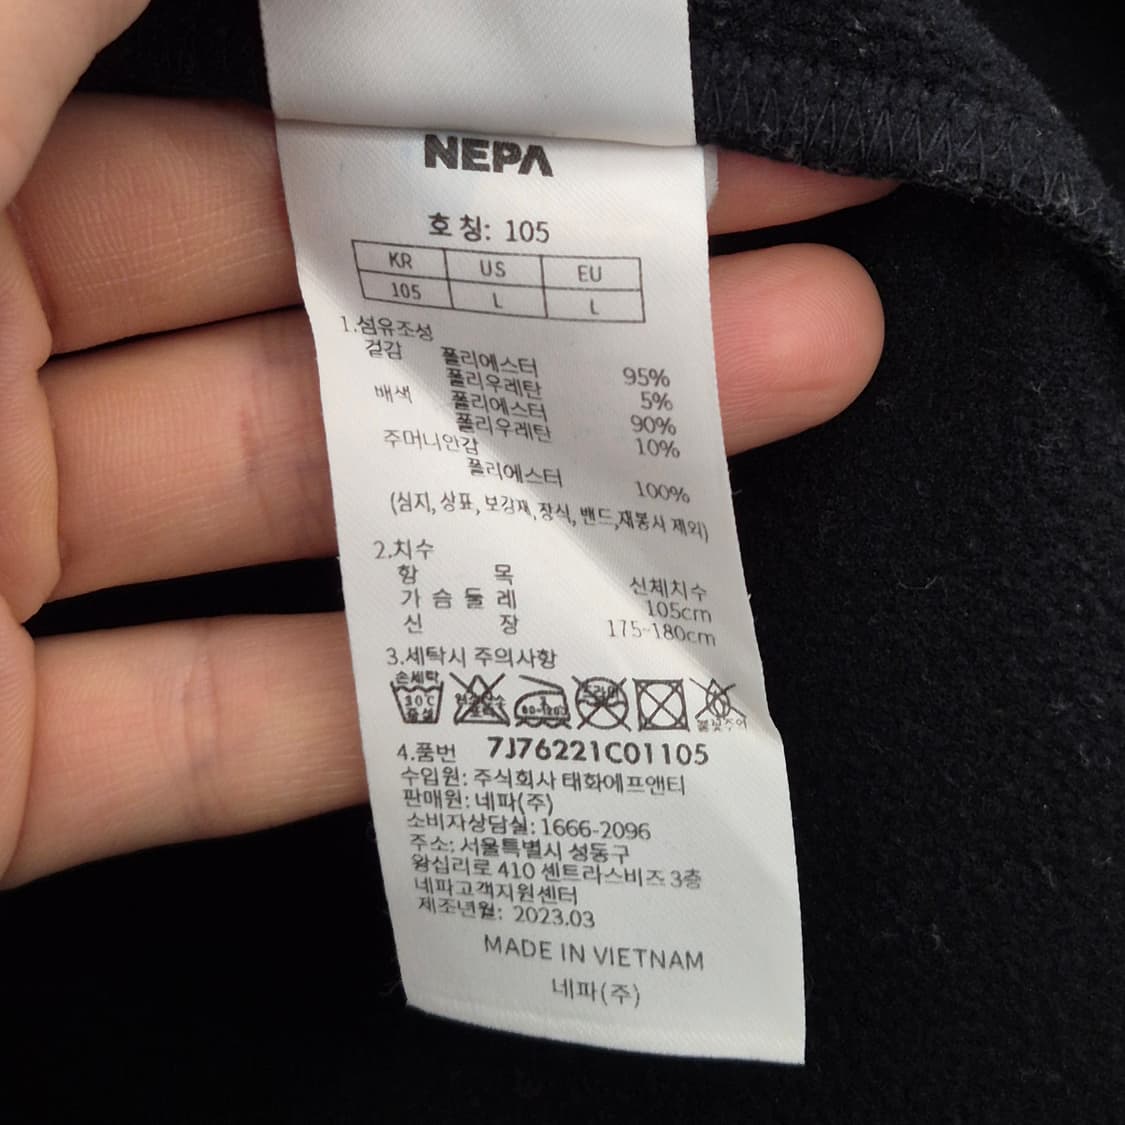 NEPA
호칭: 105
KR US EU
105 L L
1.섬유조성
겉감 폴리에스터 95%
폴리우레탄 5%
배색 폴리에스터 90%
폴리우레탄 10%
주머니안감
폴리에스터 100%
(심지, 상표, 보강재, 장식, 밴드,재봉사 제외)
2.치수
항 목 신체치수
가 슴 둘 레 105cm
신 장 175~180cm
3.세탁시 주의사항
손세탁
30℃
중성
80~120℃
드라이
4.품번 7J76221C01105
수입원: 주식회사 태화에프앤티
판매원: 네파(주)
소비자상담실: 1666-2096
주소: 서울특별시 성동구
왕십리로 410 센트라스비즈 3층
네파고객지원센터
제조년월: 2023.03
MADE IN VIETNAM
네파(주)